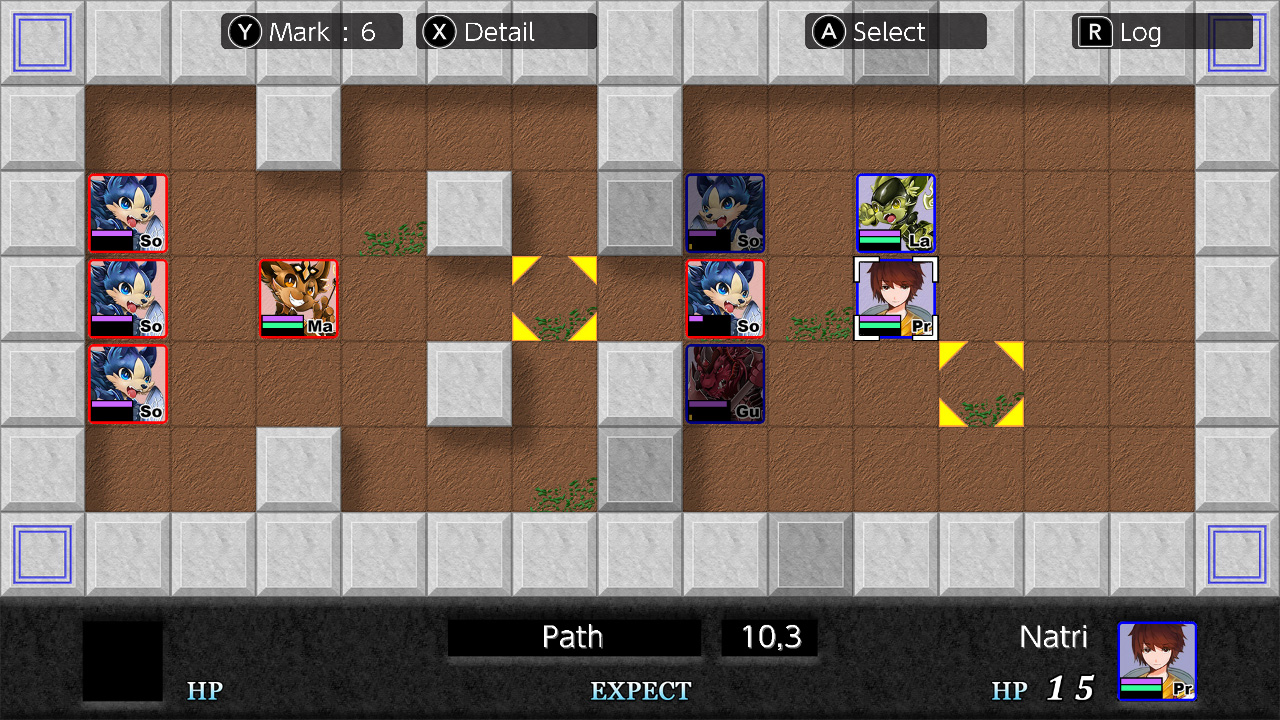 Y Mark : 6 X Detail A Select R Log
So So La
So Ma So Pr
So Gu
Path 10,3 Natri
HP EXPECT HP 15 Pr